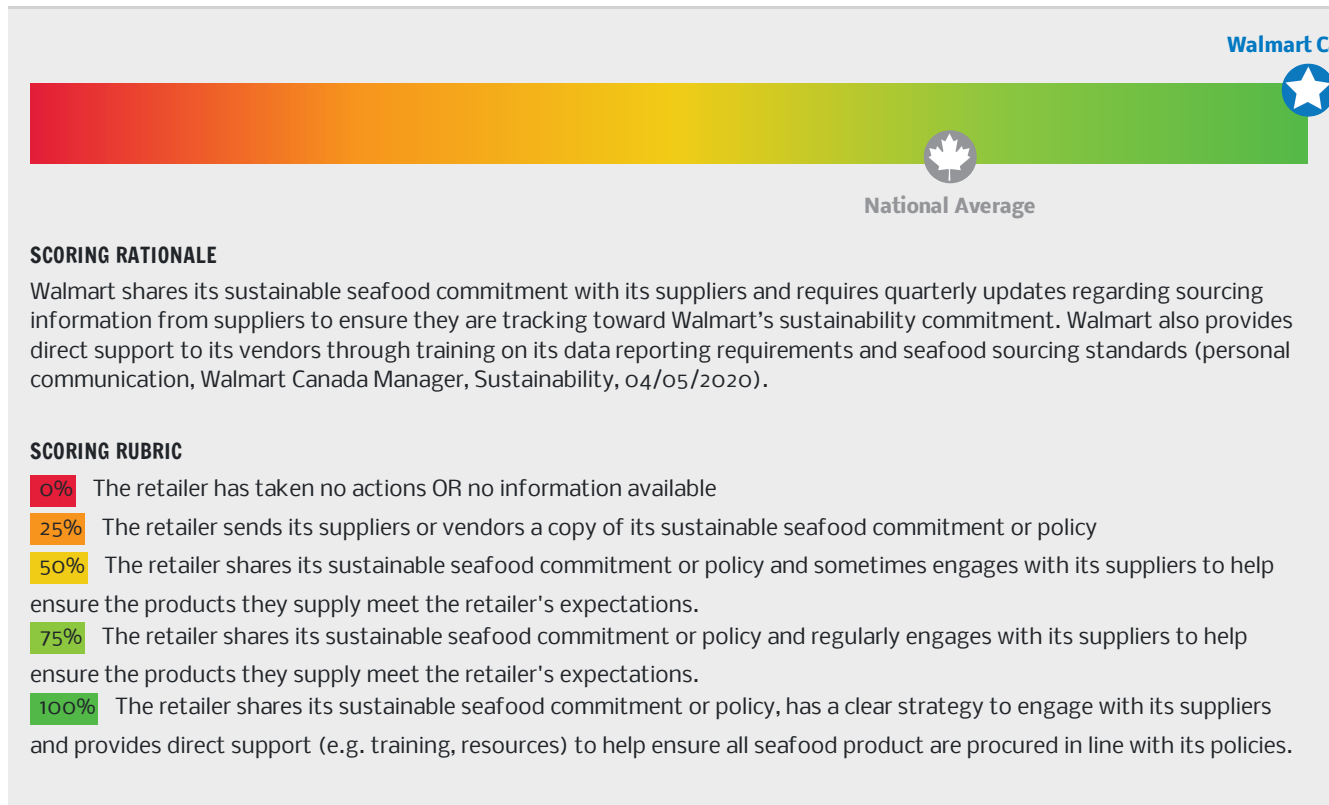 Walmart C
National Average
SCORING RATIONALE
Walmart shares its sustainable seafood commitment with its suppliers and requires quarterly updates regarding sourcing
information from suppliers to ensure they are tracking toward Walmart's sustainability commitment. Walmart also provides
direct support to its vendors through training on its data reporting requirements and seafood sourcing standards (personal
communication, Walmart Canada Manager, Sustainability, 04/05/2020).
SCORING RUBRIC
0% The retailer has taken no actions OR no information available
25% The retailer sends its suppliers or vendors a copy of its sustainable seafood commitment or policy
50% The retailer shares its sustainable seafood commitment or policy and sometimes engages with its suppliers to help
ensure the products they supply meet the retailer's expectations.
75% The retailer shares its sustainable seafood commitment or policy and regularly engages with its suppliers to help
ensure the products they supply meet the retailer's expectations.
100% The retailer shares its sustainable seafood commitment or policy, has a clear strategy to engage with its suppliers
and provides direct support (e.g. training, resources) to help ensure all seafood product are procured in line with its policies.